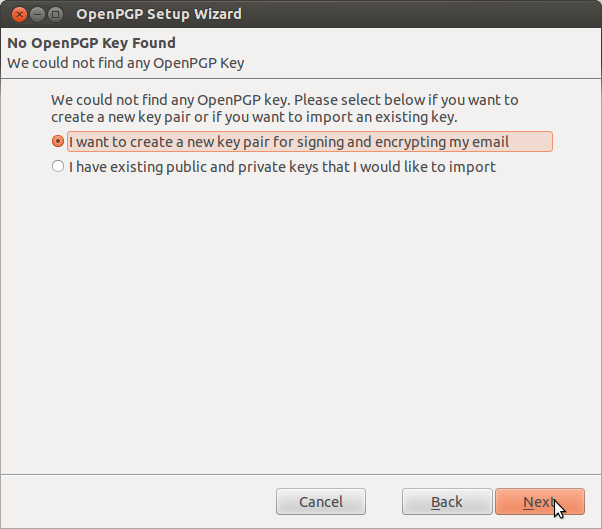 OpenPGP Setup Wizard
No OpenPGP Key Found
We could not find any OpenPGP Key
We could not find any OpenPGP key. Please select below if you want to
create a new key pair or if you want to import an existing key.
I want to create a new key pair for signing and encrypting my email
I have existing public and private keys that I would like to import
Cancel
Back
Next